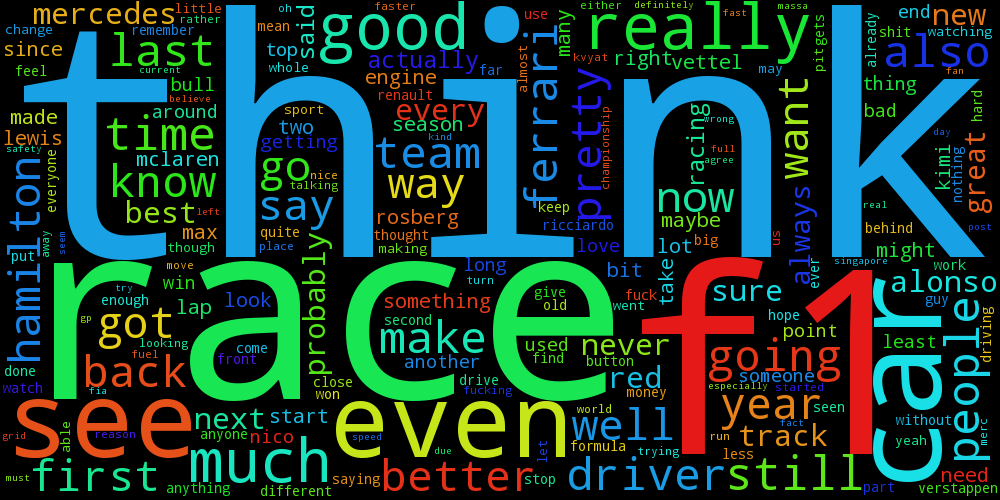 mercedes
little
rather
oh
said
good
faster
use
many
really
either
definitely
massa
fast
end
new
change
remember
since
last
mean
top
actually
ferrari
almost
kvyat
right
vettel
pitgets
already
shit
watching
also
feel
current
bull
whole
far
engine
may
thing
fan
think
believe
renault
every
pretty
want
bad
hard
made
around
sport
season
championship
racing
wrong
great
lewis
time
two
getting
kind
team
full
agree
day
safety
everyone
mclaren
know
go
nice
talking
way
now
kimi
nothing
real
hamilton
best
left
say
rosberg
keep
ricciardo
maybe
us
always
behind
post
max
quite
thought
love
lot
big
put
away
seem
though
place
making
probably
might
move
win
long
turn
bit
take
singapore
ever
work
race
f1
try
enough
lap
look
something
give
old
fuck
went
sure
alonso
guy
gp
got
second
make
hope
point
car
people
driving
looking
come
used
find
button
never
going
least
done
fuel
back
front
another
someone
watch
fia
close
won
drive
fucking
red
money
especially
started
see
even
year
seen
without
next
start
world
well
grid
able
reason
anyone
nico
speed
due
let
formula
trying
run
fact
track
yeah
merc
less
must
first
anything
much
different
saying
better
stop
driver
still
part
need
verstappen